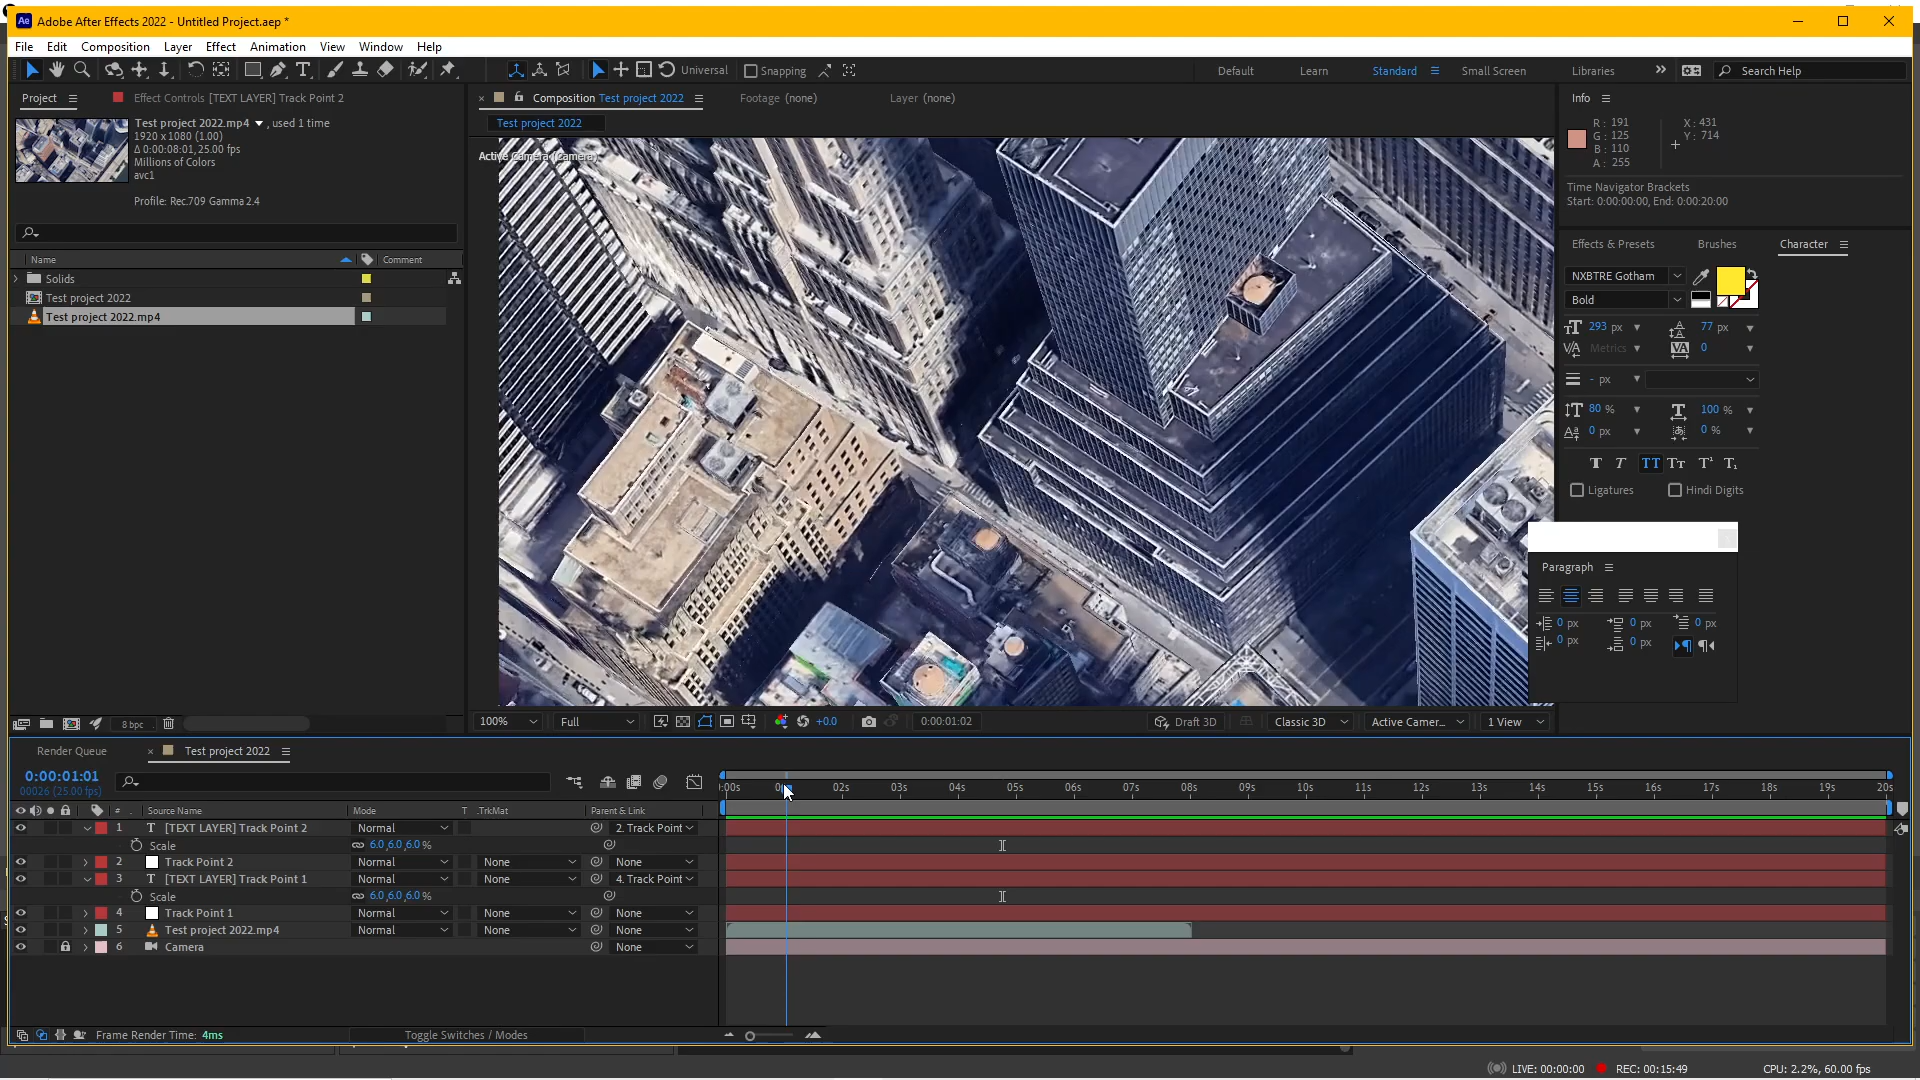 Adobe After Effects 2022 - Untitled Project.aep *
File Edit Composition Layer Effect Animation View Window Help
Universal Snapping Default Learn Standard Small Screen Libraries Search Help
Project Effect Controls [TEXT LAYER] Track Point 2
Test project 2022.mp4 , used 1 time
1920 x 1080 (1.00)
Δ 0:00:08:01, 25.00 fps
Millions of Colors
avc1
Profile: Rec.709 Gamma 2.4
Name Comment
Solids
Test project 2022
Test project 2022.mp4
8 bpc
Composition Test project 2022 Footage (none) Layer (none)
Test project 2022
Active Camera (Camera)
100% Full +0.0 0:00:01:02 Draft 3D Classic 3D Active Camer... 1 View
Info
R : 191
G : 125
B : 110
A : 255
X : 431
Y : 714
Time Navigator Brackets
Start: 0:00:00:00, End: 0:00:20:00
Effects & Presets Brushes Character
NXBTRE Gotham
Bold
293 px 77 px
Metrics 0
- px
80 % 100 %
0 px 0 %
T T TT Tт T¹ T₁
Ligatures Hindi Digits
Paragraph
0 px 0 px 0 px
0 px 0 px
Render Queue Test project 2022
0:00:01:01
00026 (25.00 fps)
:00s 02s 03s 04s 05s 06s 07s 08s 09s 10s 11s 12s 13s 14s 15s 16s 17s 18s 19s 20s
# Source Name Mode T .TrkMat Parent & Link
1 T [TEXT LAYER] Track Point 2 Normal 2. Track Point
Scale 6.0,6.0,6.0 %
2 Track Point 2 Normal None None
3 T [TEXT LAYER] Track Point 1 Normal None 4. Track Point
Scale 6.0,6.0,6.0 %
4 Track Point 1 Normal None None
5 Test project 2022.mp4 Normal None None
6 Camera None
Frame Render Time: 4ms Toggle Switches / Modes
LIVE: 00:00:00 REC: 00:15:49 CPU: 2.2%, 60.00 fps